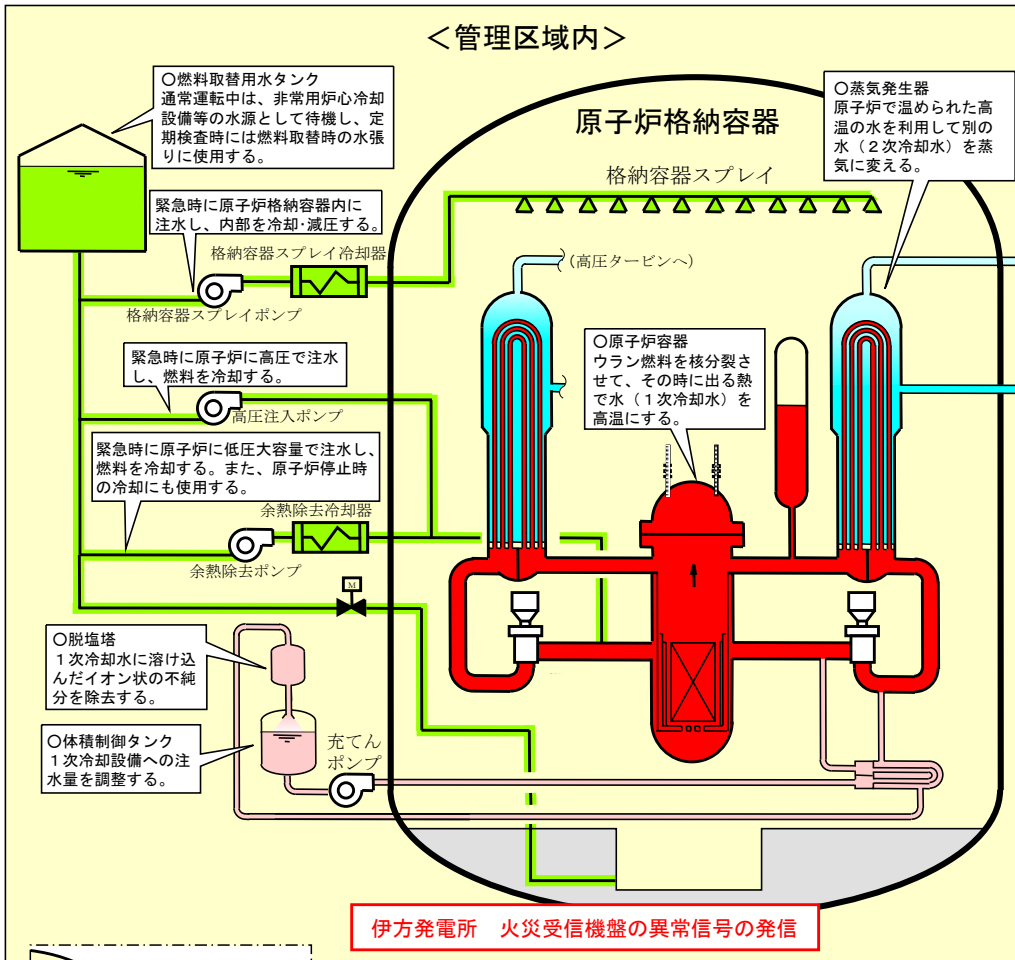 ＜管理区域内＞
○燃料取替用水タンク
通常運転中は、非常用炉心冷却
設備等の水源として待機し、定
期検査時には燃料取替時の水張
りに使用する。
○蒸気発生器
原子炉で温められた高
温の水を利用して別の
水（２次冷却水）を蒸
気に変える。
原子炉格納容器
格納容器スプレイ
緊急時に原子炉格納容器内に
注水し、内部を冷却･減圧する。
格納容器スプレイ冷却器
(高圧タービンへ)
格納容器スプレイポンプ
○原子炉容器
ウラン燃料を核分裂さ
せて、その時に出る熱
で水（１次冷却水）を
高温にする。
緊急時に原子炉に高圧で注水
し、燃料を冷却する。
高圧注入ポンプ
緊急時に原子炉に低圧大容量で注水し、
燃料を冷却する。また、原子炉停止時
の冷却にも使用する。
余熱除去冷却器
余熱除去ポンプ
M
○脱塩塔
１次冷却水に溶け込
んだイオン状の不純
分を除去する。
○体積制御タンク
１次冷却設備への注
水量を調整する。
充てん
ポンプ
伊方発電所　火災受信機盤の異常信号の発信